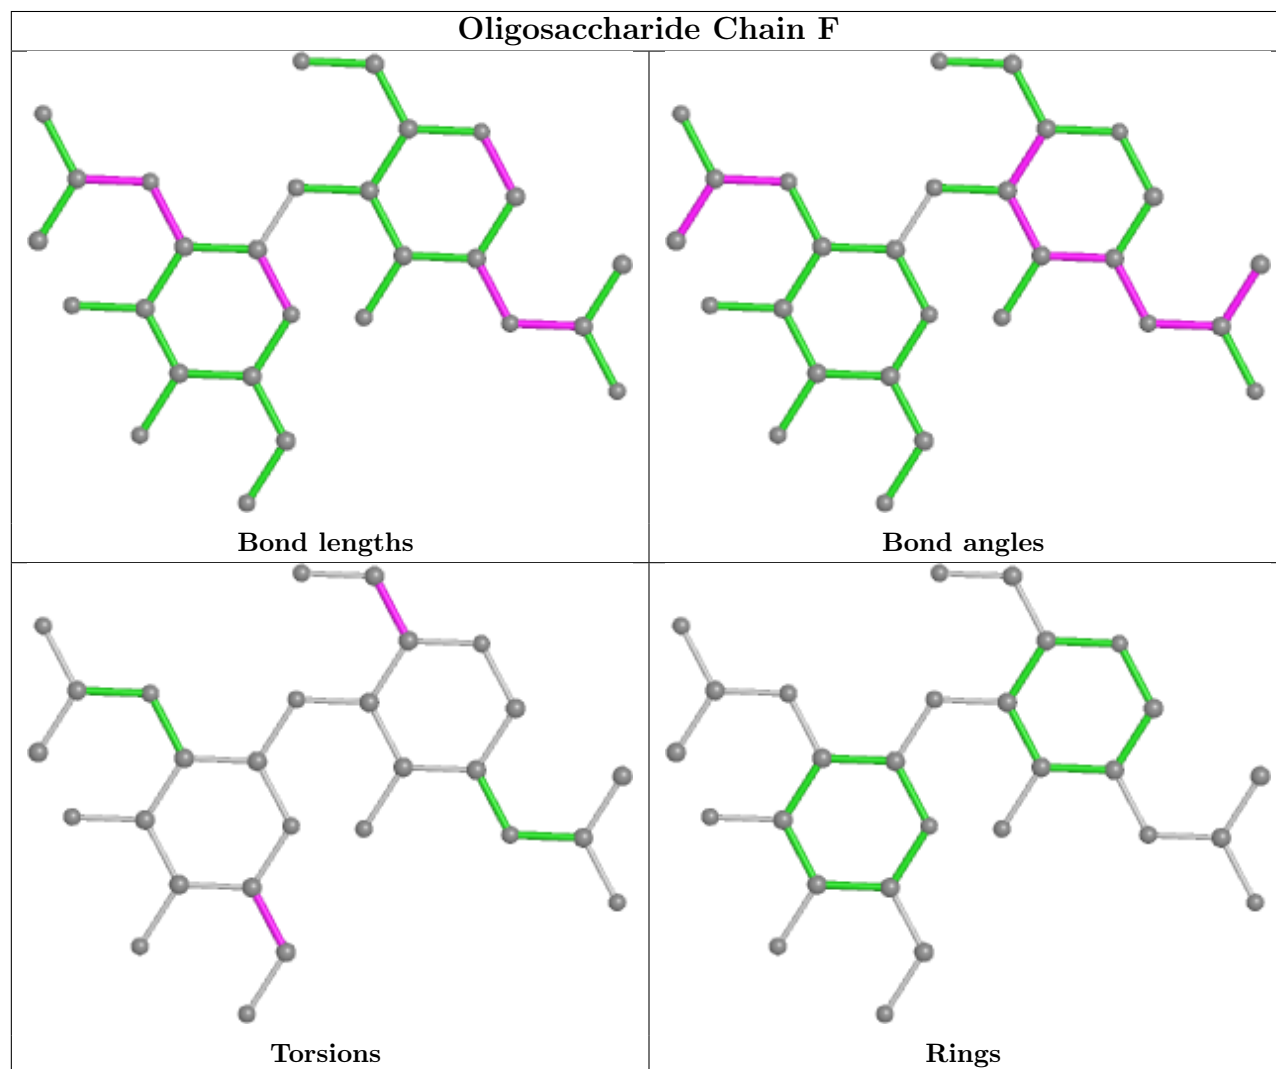 Oligosaccharide Chain F
Bond lengths
Bond angles
Torsions
Rings